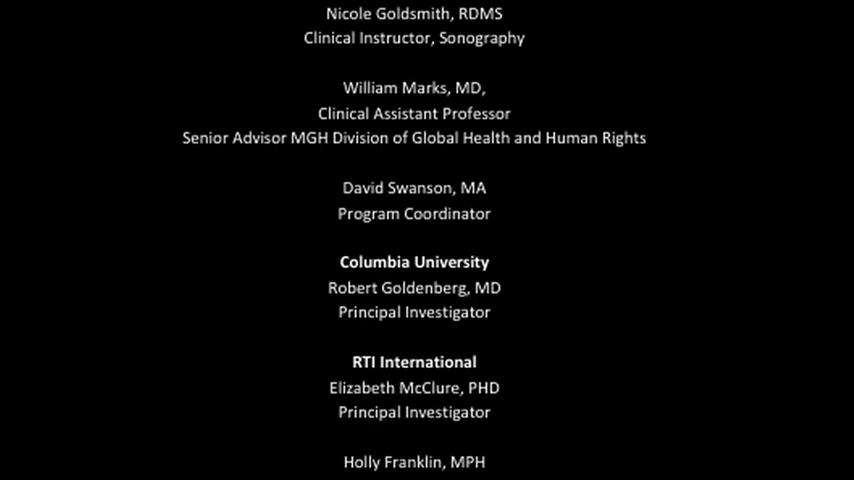 Nicole Goldsmith, RDMS
Clinical Instructor, Sonography
William Marks, MD,
Clinical Assistant Professor
Senior Advisor MGH Division of Global Health and Human Rights
David Swanson, MA
Program Coordinator
Columbia University
Robert Goldenberg, MD
Principal Investigator
RTI International
Elizabeth McClure, PHD
Principal Investigator
Holly Franklin, MPH